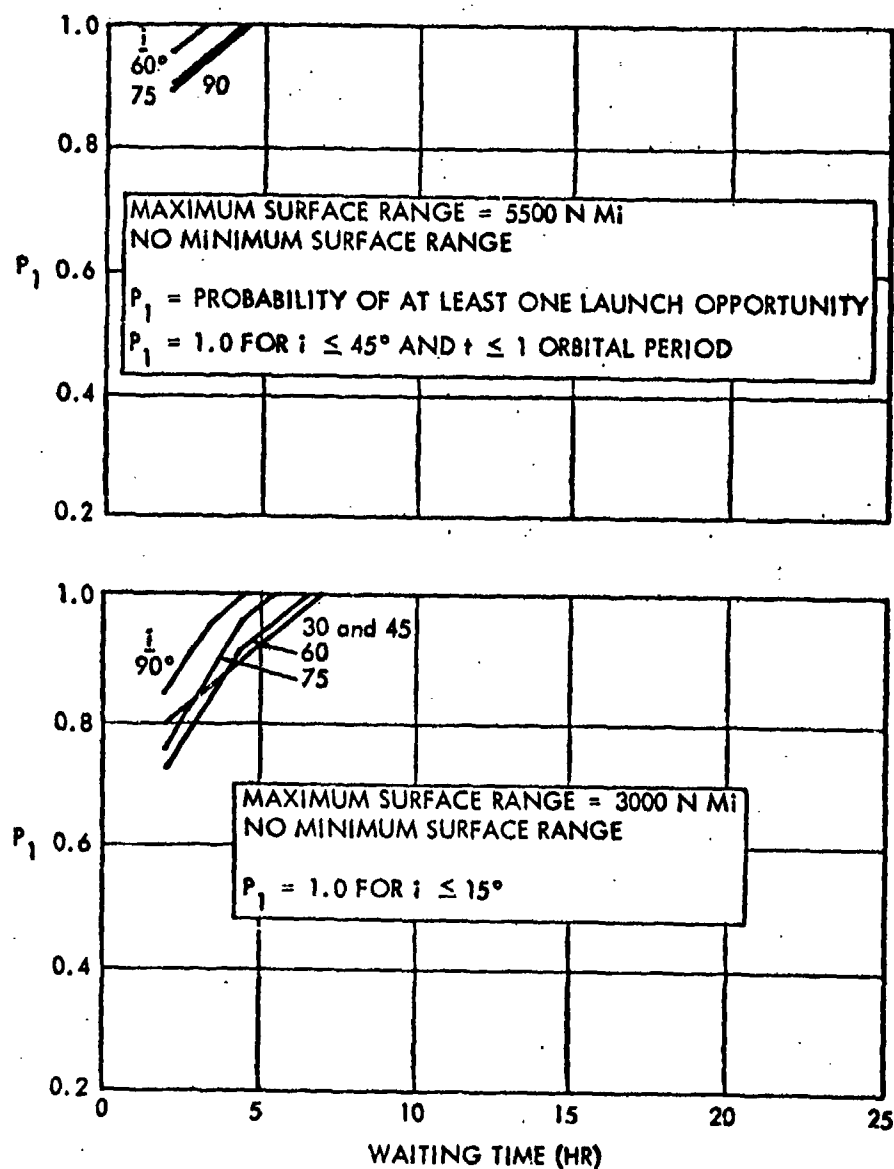 1.0
i
60°
75 90
0.8
MAXIMUM SURFACE RANGE = 5500 N Mi
NO MINIMUM SURFACE RANGE
P1 = PROBABILITY OF AT LEAST ONE LAUNCH OPPORTUNITY
P1 = 1.0 FOR i ≤ 45° AND t ≤ 1 ORBITAL PERIOD
P1 0.6
0.4
0.2
1.0
i
90°
30 and 45
60
75
0.8
MAXIMUM SURFACE RANGE = 3000 N Mi
NO MINIMUM SURFACE RANGE
P1 = 1.0 FOR i ≤ 15°
P1 0.6
0.4
0.2
0 5 10 15 20 25
WAITING TIME (HR)